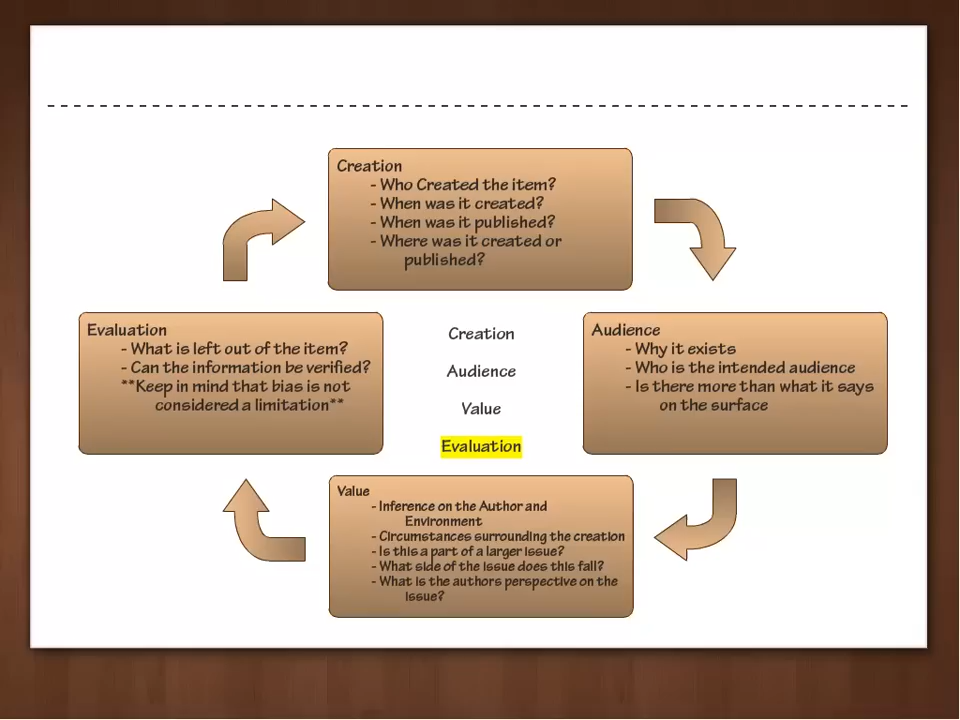 Creation
- Who Created the item?
- When was it created?
- When was it published?
- Where was it created or
published?
Evaluation
- What is left out of the item?
- Can the information be verified?
**Keep in mind that bias is not
considered a limitation**
Creation
Audience
Value
Evaluation
Audience
- Why it exists
- Who is the intended audience
- Is there more than what it says
on the surface
Value
- Inference on the Author and
Environment
- Circumstances surrounding the creation
- Is this a part of a larger issue?
- What side of the issue does this fall?
- What is the authors perspective on the
issue?